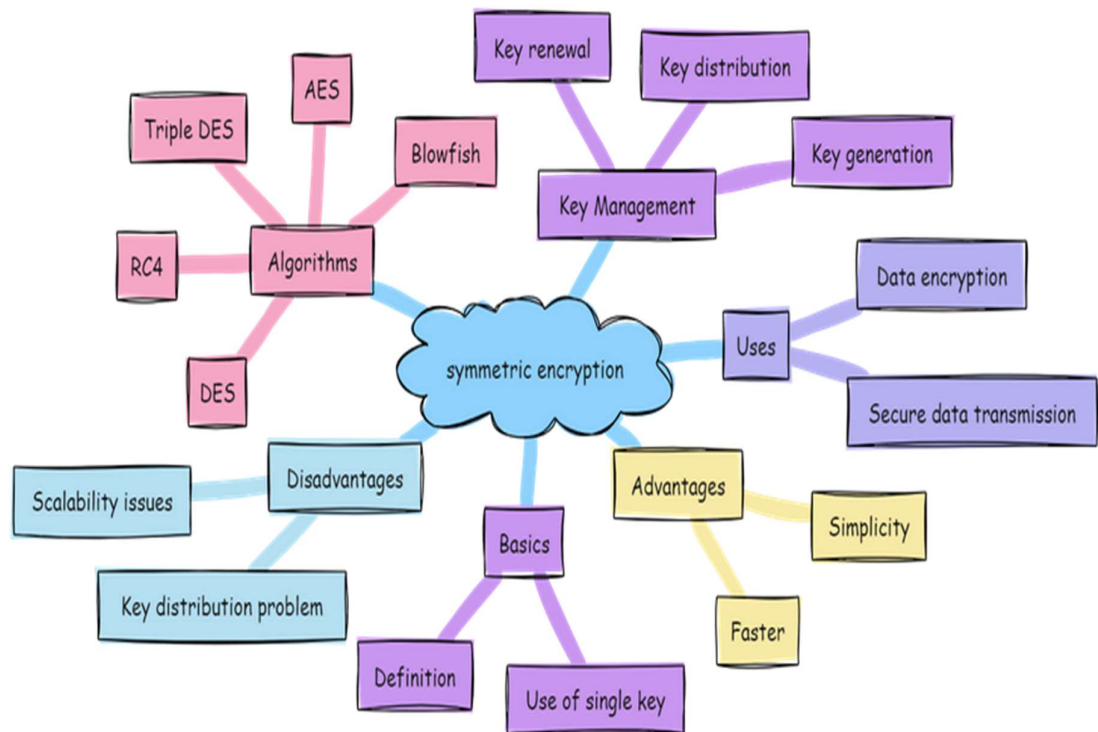 Key renewal
Key distribution
AES
Triple DES
Blowfish
Key generation
Key Management
RC4
Algorithms
Data encryption
Uses
symmetric encryption
DES
Secure data transmission
Disadvantages
Advantages
Scalability issues
Simplicity
Basics
Key distribution problem
Faster
Definition
Use of single key